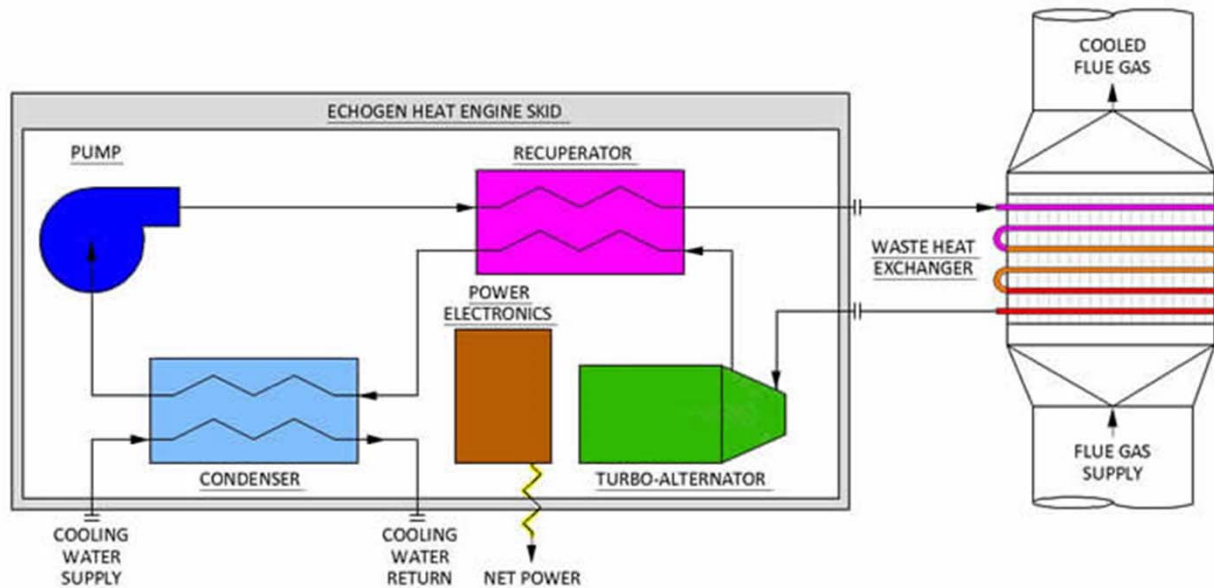 COOLED
FLUE GAS
ECHOGEN HEAT ENGINE SKID
PUMP
RECUPERATOR
WASTE HEAT
EXCHANGER
POWER
ELECTRONICS
CONDENSER
TURBO-ALTERNATOR
FLUE GAS
SUPPLY
COOLING
WATER
SUPPLY
COOLING
WATER
RETURN
NET POWER